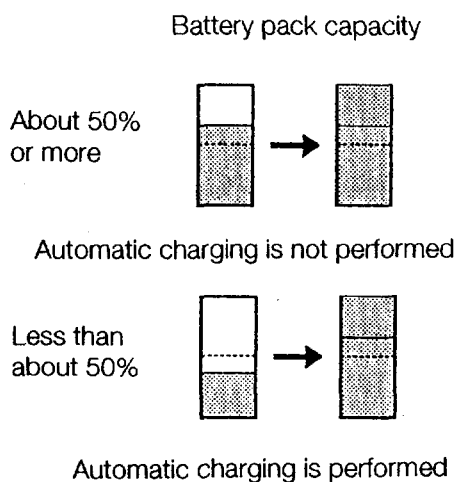 Battery pack capacity
About 50%
or more
Automatic charging is not performed
Less than
about 50%
Automatic charging is performed